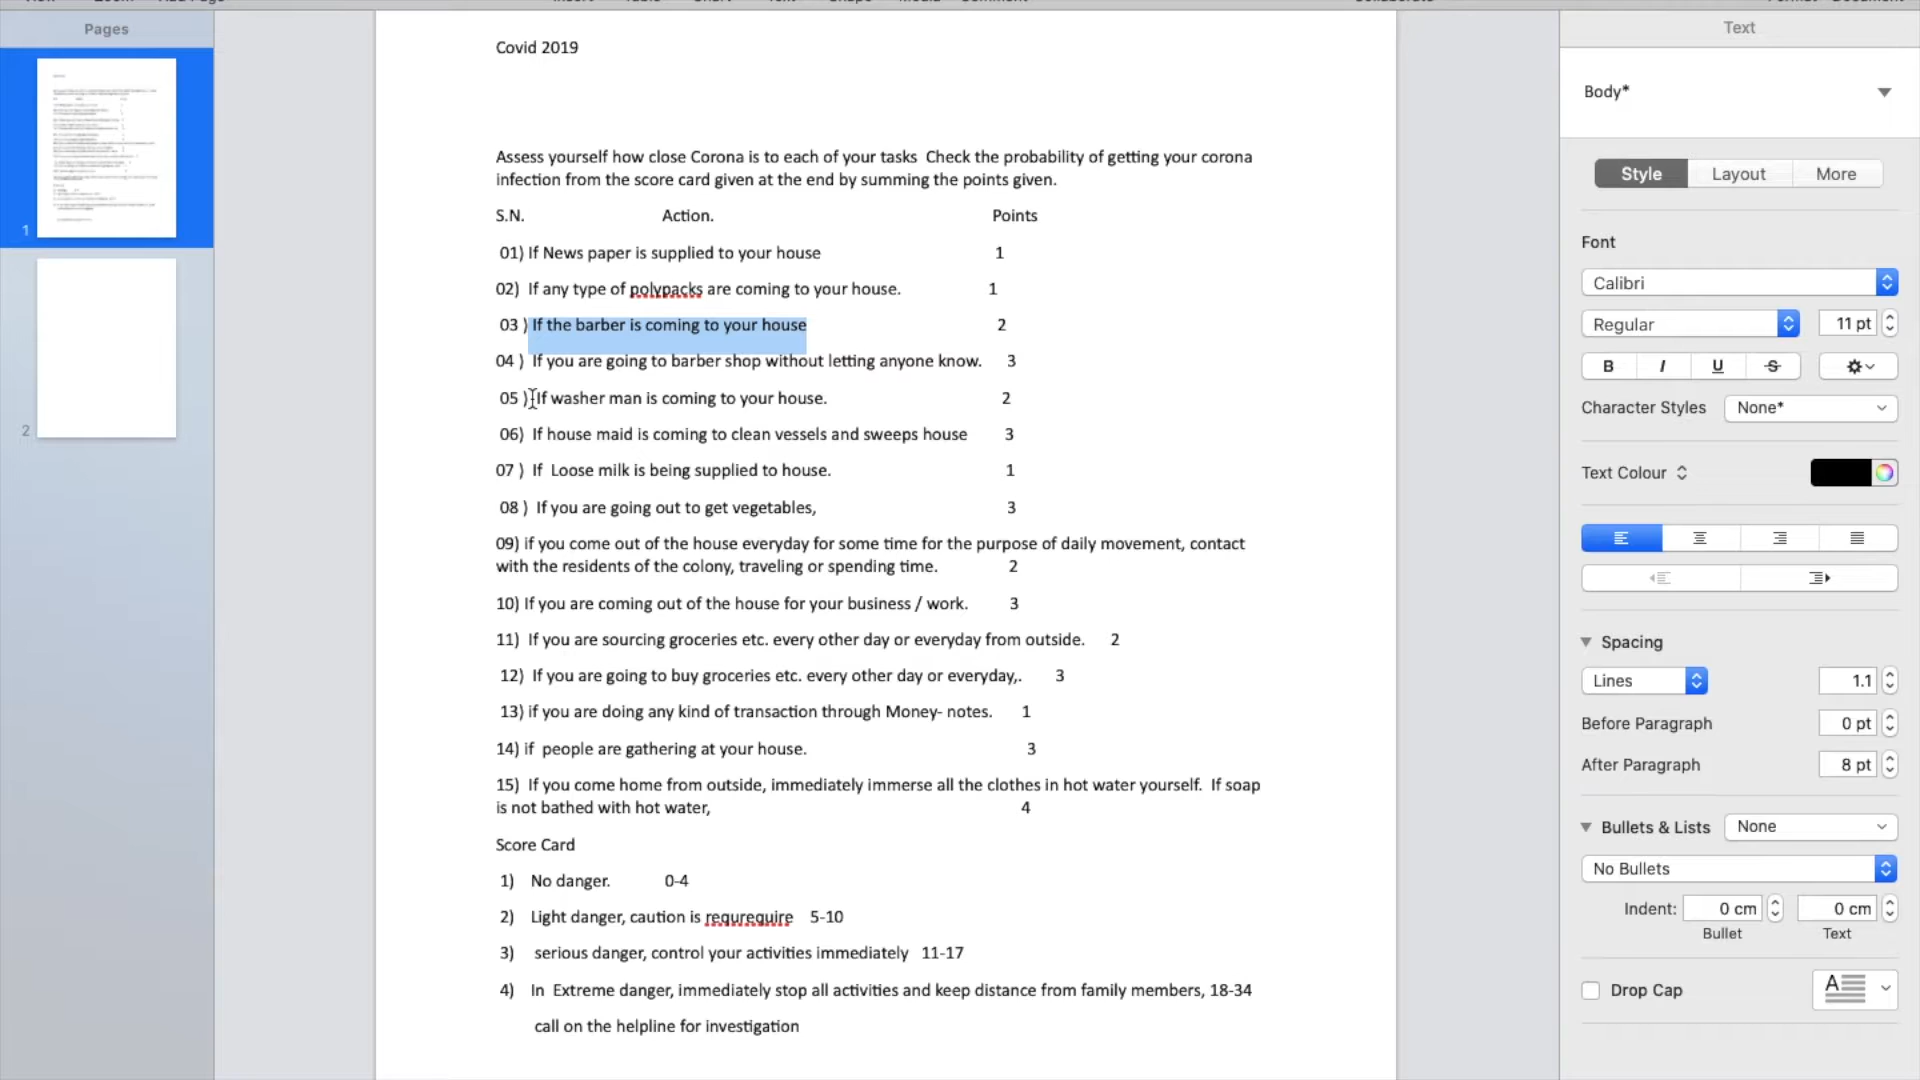 Pages
Text
Covid 2019
Body*
Assess yourself how close Corona is to each of your tasks  Check the probability of getting your corona
infection from the score card given at the end by summing the points given.
Style Layout More
S.N. Action. Points
Font
01) If News paper is supplied to your house 1
Calibri
02)  If any type of polypacks are coming to your house. 1
03 ) If the barber is coming to your house 2
Regular 11 pt
04 )  If you are going to barber shop without letting anyone know. 3
B I U S
05 ) If washer man is coming to your house. 2
Character Styles None*
06)  If house maid is coming to clean vessels and sweeps house 3
07 )  If  Loose milk is being supplied to house. 1
Text Colour
08 )  If you are going out to get vegetables, 3
09) if you come out of the house everyday for some time for the purpose of daily movement, contact
with the residents of the colony, traveling or spending time. 2
10) If you are coming out of the house for your business / work. 3
11)  If you are sourcing groceries etc. every other day or everyday from outside. 2
Spacing
12)  If you are going to buy groceries etc. every other day or everyday,. 3
Lines 1.1
13) if you are doing any kind of transaction through Money- notes. 1
Before Paragraph 0 pt
14) if  people are gathering at your house. 3
After Paragraph 8 pt
15)  If you come home from outside, immediately immerse all the clothes in hot water yourself.  If soap
is not bathed with hot water, 4
Bullets & Lists None
Score Card
No Bullets
1) No danger. 0-4
Indent: 0 cm 0 cm
2) Light danger, caution is requrequire 5-10
Bullet Text
3) serious danger, control your activities immediately 11-17
4) In  Extreme danger, immediately stop all activities and keep distance from family members, 18-34
Drop Cap A
call on the helpline for investigation
1
2